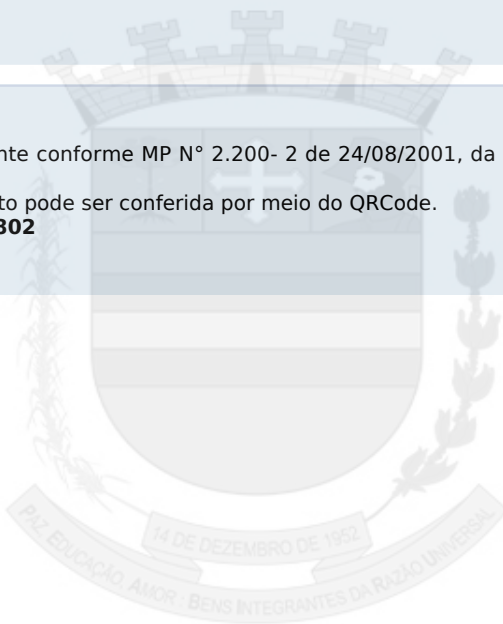 nte conforme MP N° 2.200- 2 de 24/08/2001, da
to pode ser conferida por meio do QRCode.
302
14 DE DEZEMBRO DE 1952
PAZ, EDUCAÇÃO, AMOR : BENS INTEGRANTES DA RAZÃO UNIVERSAL